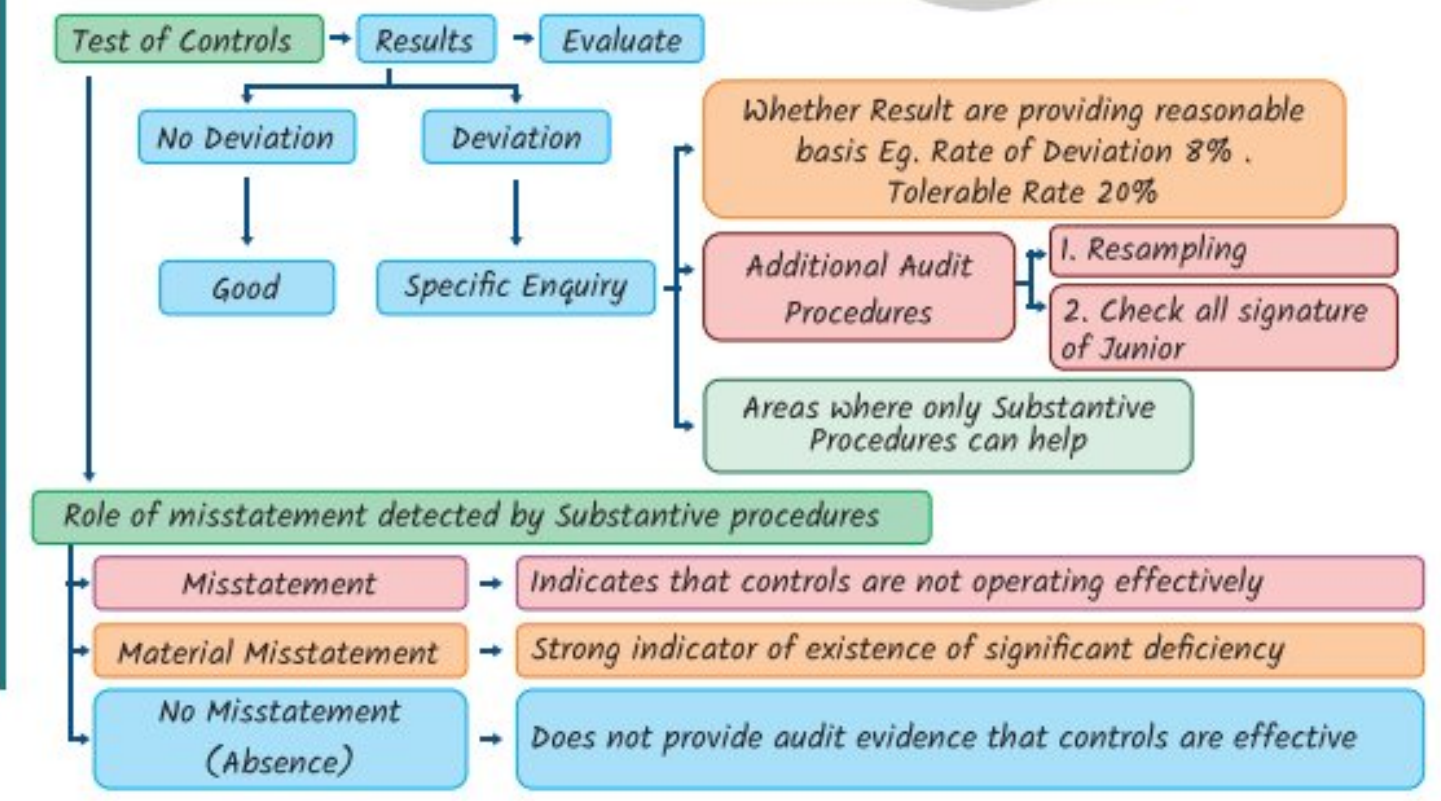 Test of Controls
Results
Evaluate
No Deviation
Deviation
Good
Specific Enquiry
Whether Result are providing reasonable
basis Eg. Rate of Deviation 8% .
Tolerable Rate 20%
Additional Audit
Procedures
1. Resampling
2. Check all signature
of Junior
Areas where only Substantive
Procedures can help
Role of misstatement detected by Substantive procedures
Misstatement
Indicates that controls are not operating effectively
Material Misstatement
Strong indicator of existence of significant deficiency
No Misstatement
(Absence)
Does not provide audit evidence that controls are effective